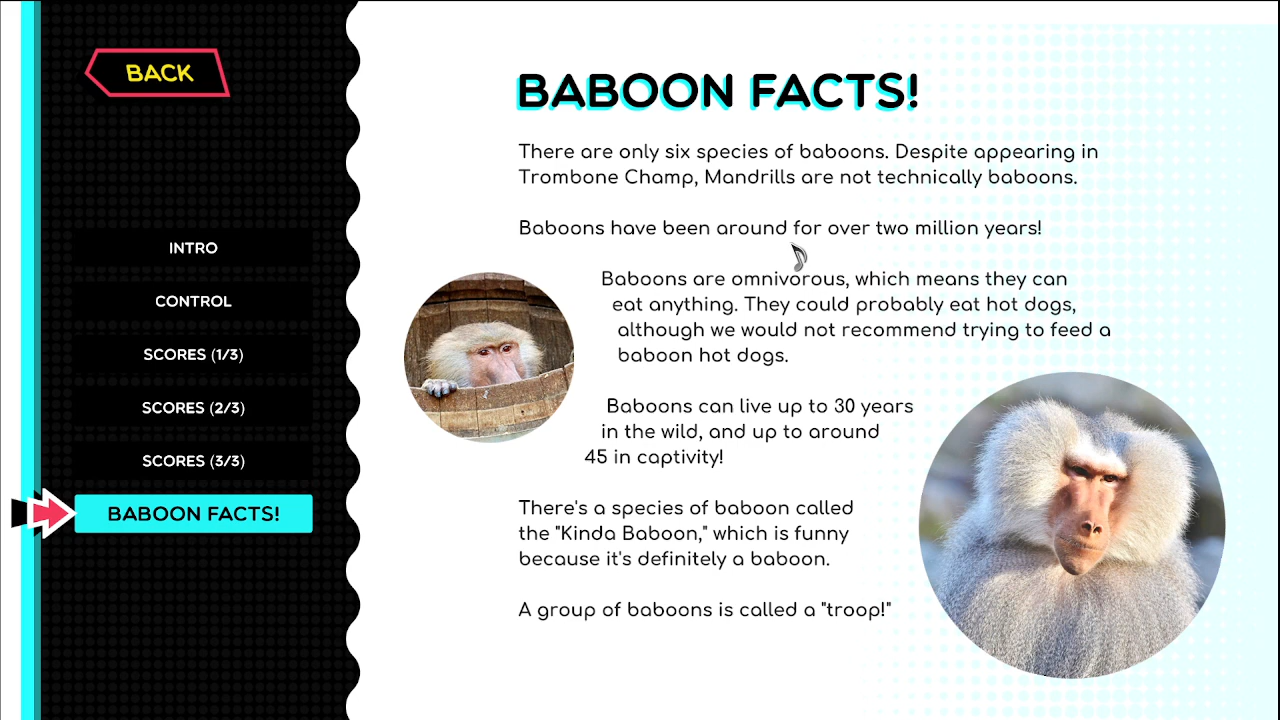 BACK
INTRO
CONTROL
SCORES (1/3)
SCORES (2/3)
SCORES (3/3)
BABOON FACTS!
BABOON FACTS!
There are only six species of baboons. Despite appearing in
Trombone Champ, Mandrills are not technically baboons.
Baboons have been around for over two million years!
Baboons are omnivorous, which means they can
eat anything. They could probably eat hot dogs,
although we would not recommend trying to feed a
baboon hot dogs.
Baboons can live up to 30 years
in the wild, and up to around
45 in captivity!
There's a species of baboon called
the "Kinda Baboon," which is funny
because it's definitely a baboon.
A group of baboons is called a "troop!"